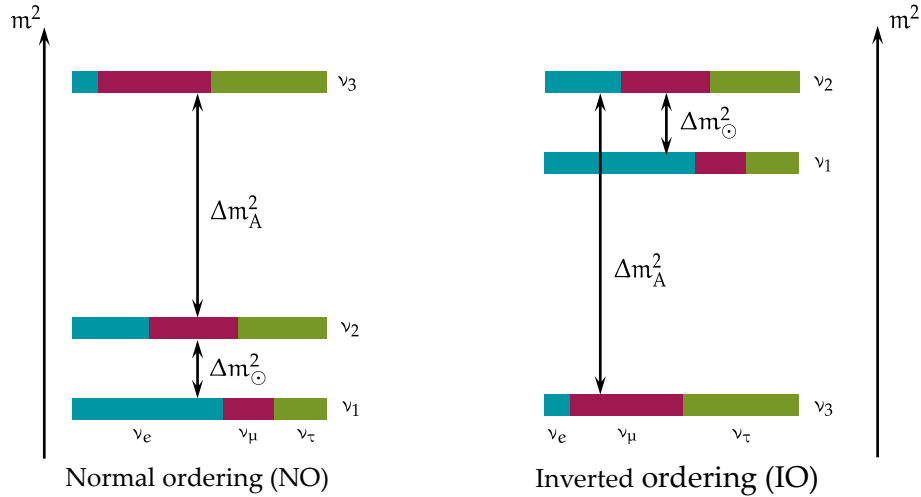 m²
ν₃
Δm²_A
ν₂
Δm²_⊙
ν₁
ν_e ν_μ ν_τ
Normal ordering (NO)
m²
ν₂
Δm²_⊙
ν₁
Δm²_A
ν₃
ν_e ν_μ ν_τ
Inverted ordering (IO)